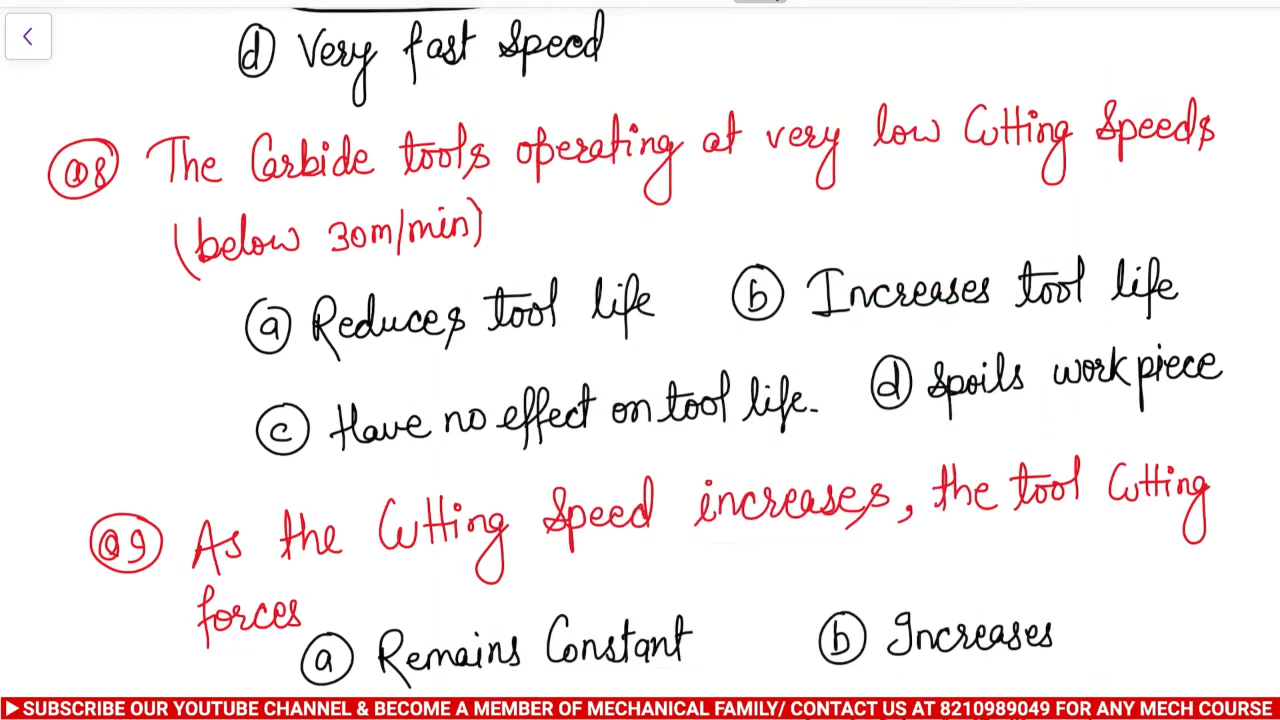 d Very fast Speed
Q8 The Carbide tools operating at very low Cutting Speeds
(below 30m/min)
a Reduces tool life b Increases tool life
c Have no effect on tool life. d Spoils work piece
Q9 As the Cutting Speed increases, the tool Cutting
forces
a Remains Constant b Increases
▶SUBSCRIBE OUR YOUTUBE CHANNEL & BECOME A MEMBER OF MECHANICAL FAMILY/ CONTACT US AT 8210989049 FOR ANY MECH COURSE